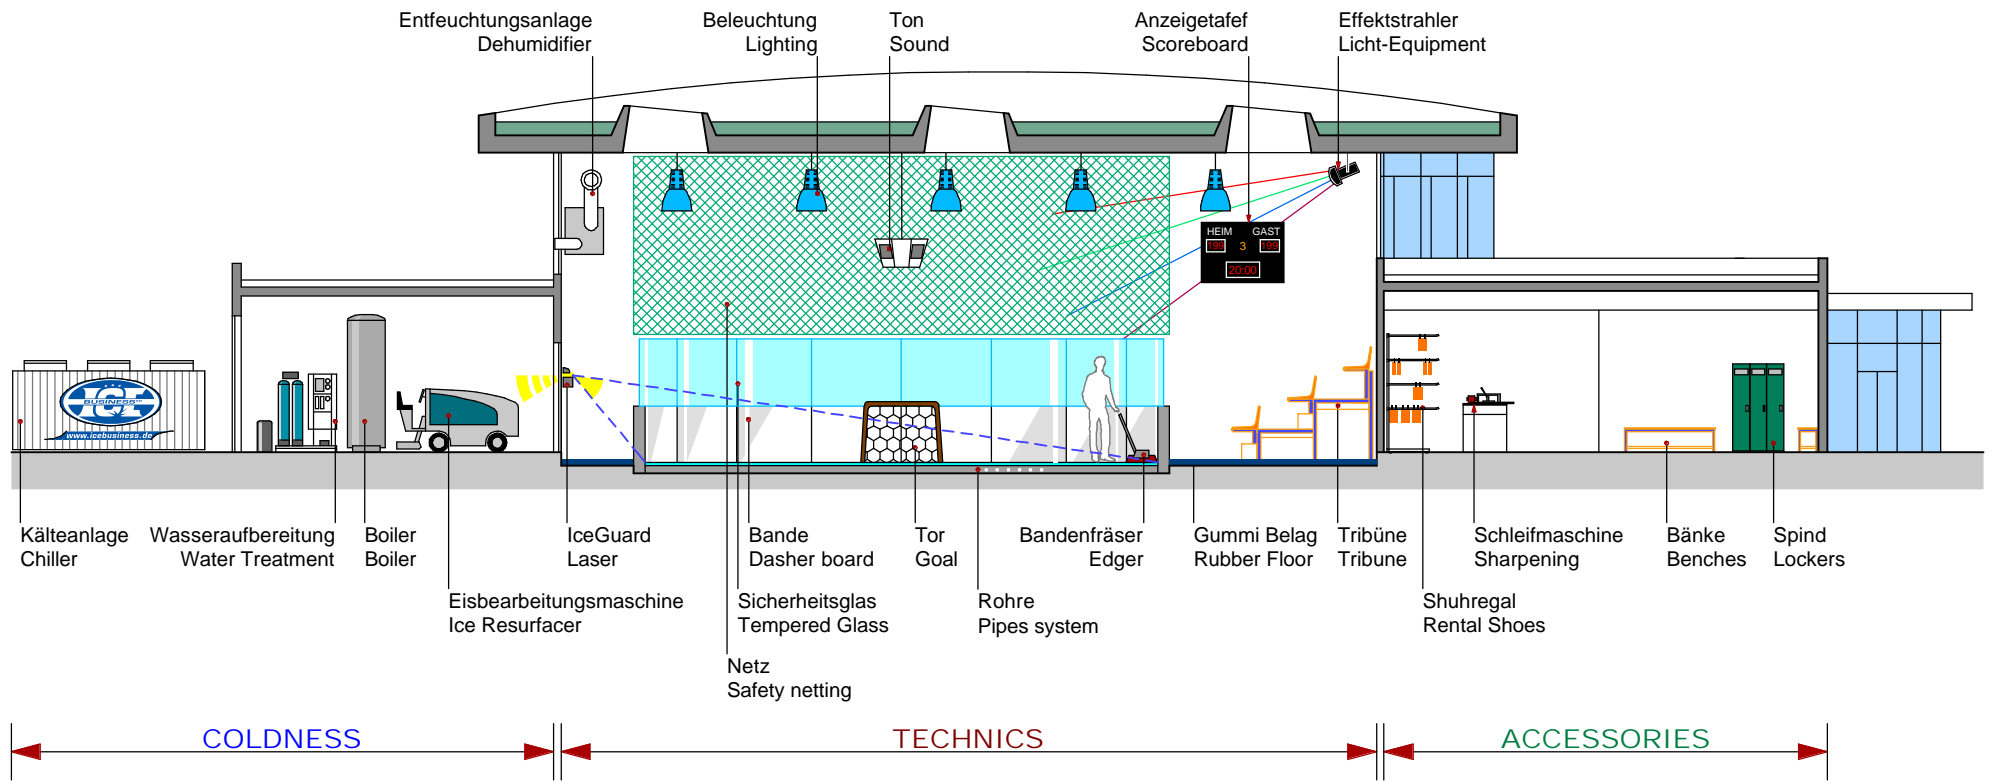 Entfeuchtungsanlage
Dehumidifier
Beleuchtung
Lighting
Ton
Sound
Anzeigetafef
Scoreboard
Effektstrahler
Licht-Equipment
HEIM GAST
199 3 199
20:00
ICE
BUSINESS
www.icebusiness.de
Kälteanlage
Chiller
Wasseraufbereitung
Water Treatment
Boiler
Boiler
IceGuard
Laser
Bande
Dasher board
Tor
Goal
Bandenfräser
Edger
Gummi Belag
Rubber Floor
Tribüne
Tribune
Schleifmaschine
Sharpening
Bänke
Benches
Spind
Lockers
Eisbearbeitungsmaschine
Ice Resurfacer
Sicherheitsglas
Tempered Glass
Rohre
Pipes system
Shuhregal
Rental Shoes
Netz
Safety netting
COLDNESS
TECHNICS
ACCESSORIES